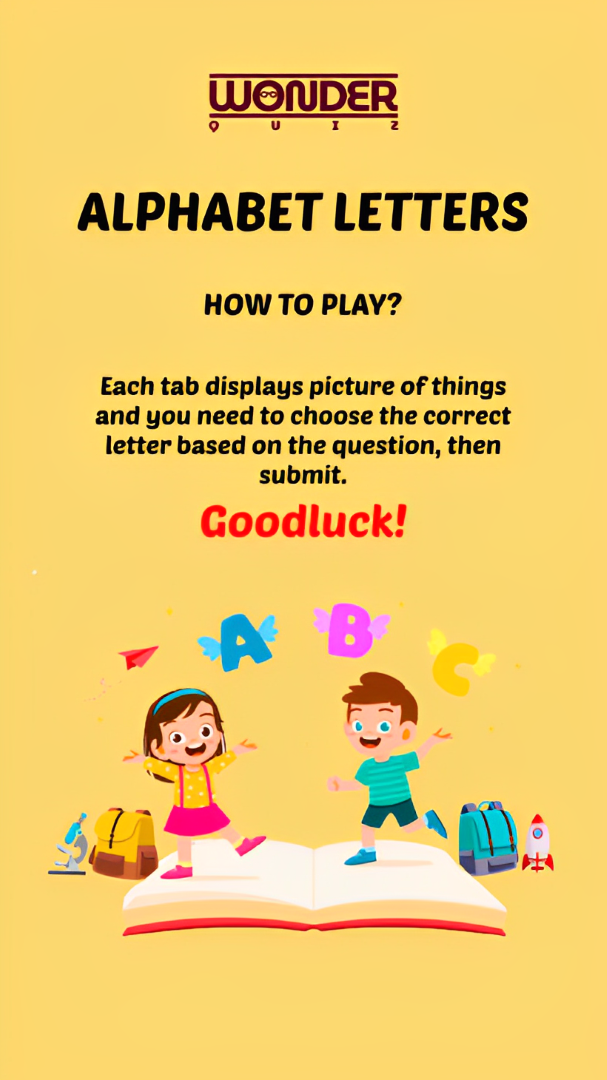 WONDER
QUIZ
ALPHABET LETTERS
HOW TO PLAY?
Each tab displays picture of things
and you need to choose the correct
letter based on the question, then
submit.
Goodluck!
A B C